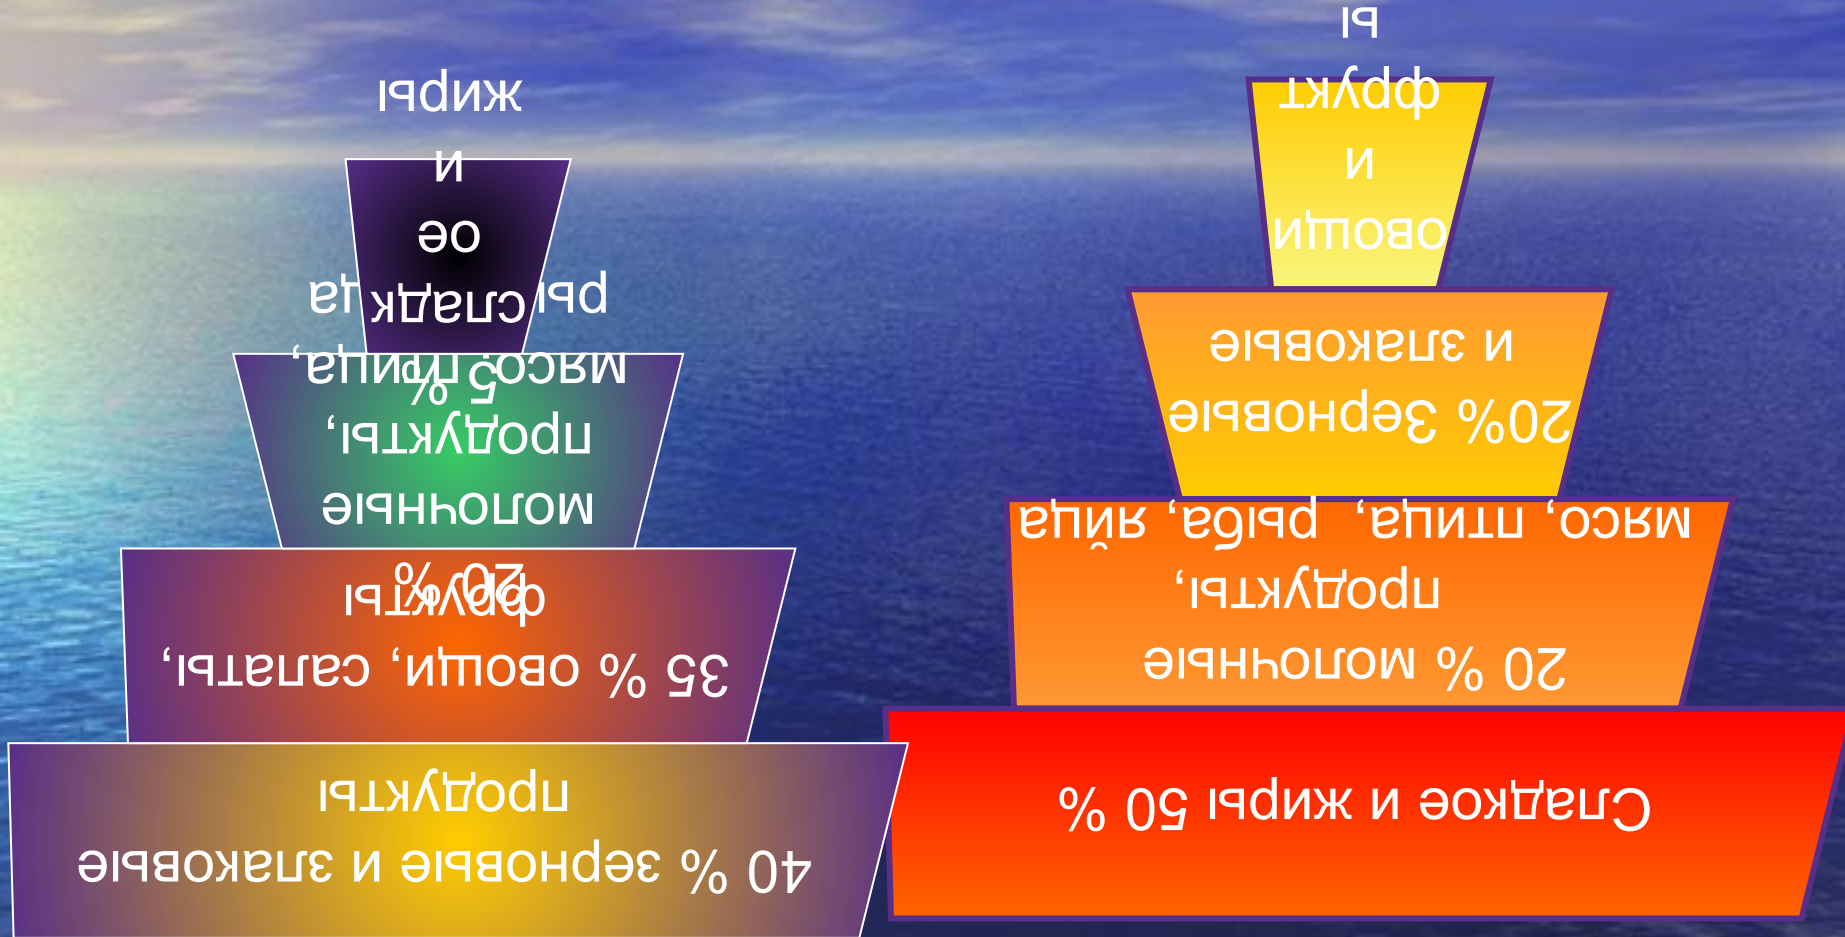 5 %
сладк
ое
и
жиры
20 %
молочные
продукты,
мясо, птица,
35 % овощи, салаты,
фрукты
40 % зерновые и злаковые
продукты
овощи
и
фрукт
ы
20% Зерновые
и злаковые
20 % молочные
продукты,
мясо, птица, рыба, яйца
Сладкое и жиры 50 %